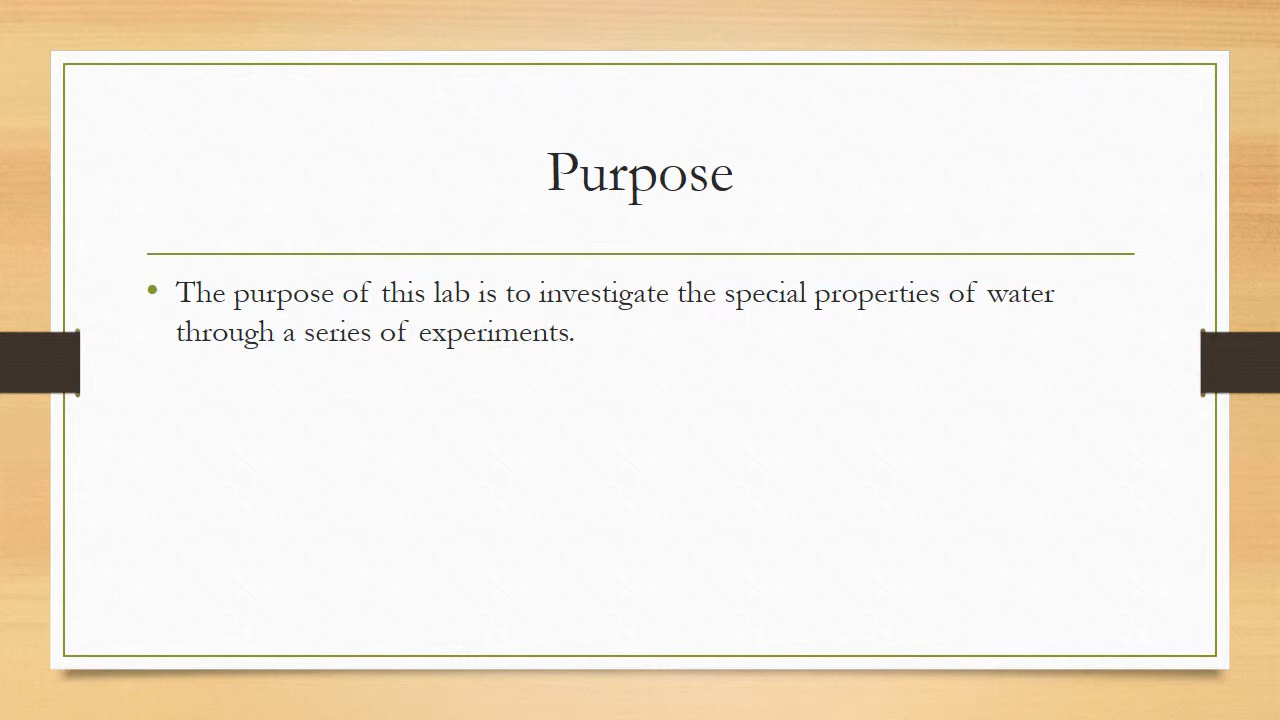 Purpose
• The purpose of this lab is to investigate the special properties of water
through a series of experiments.